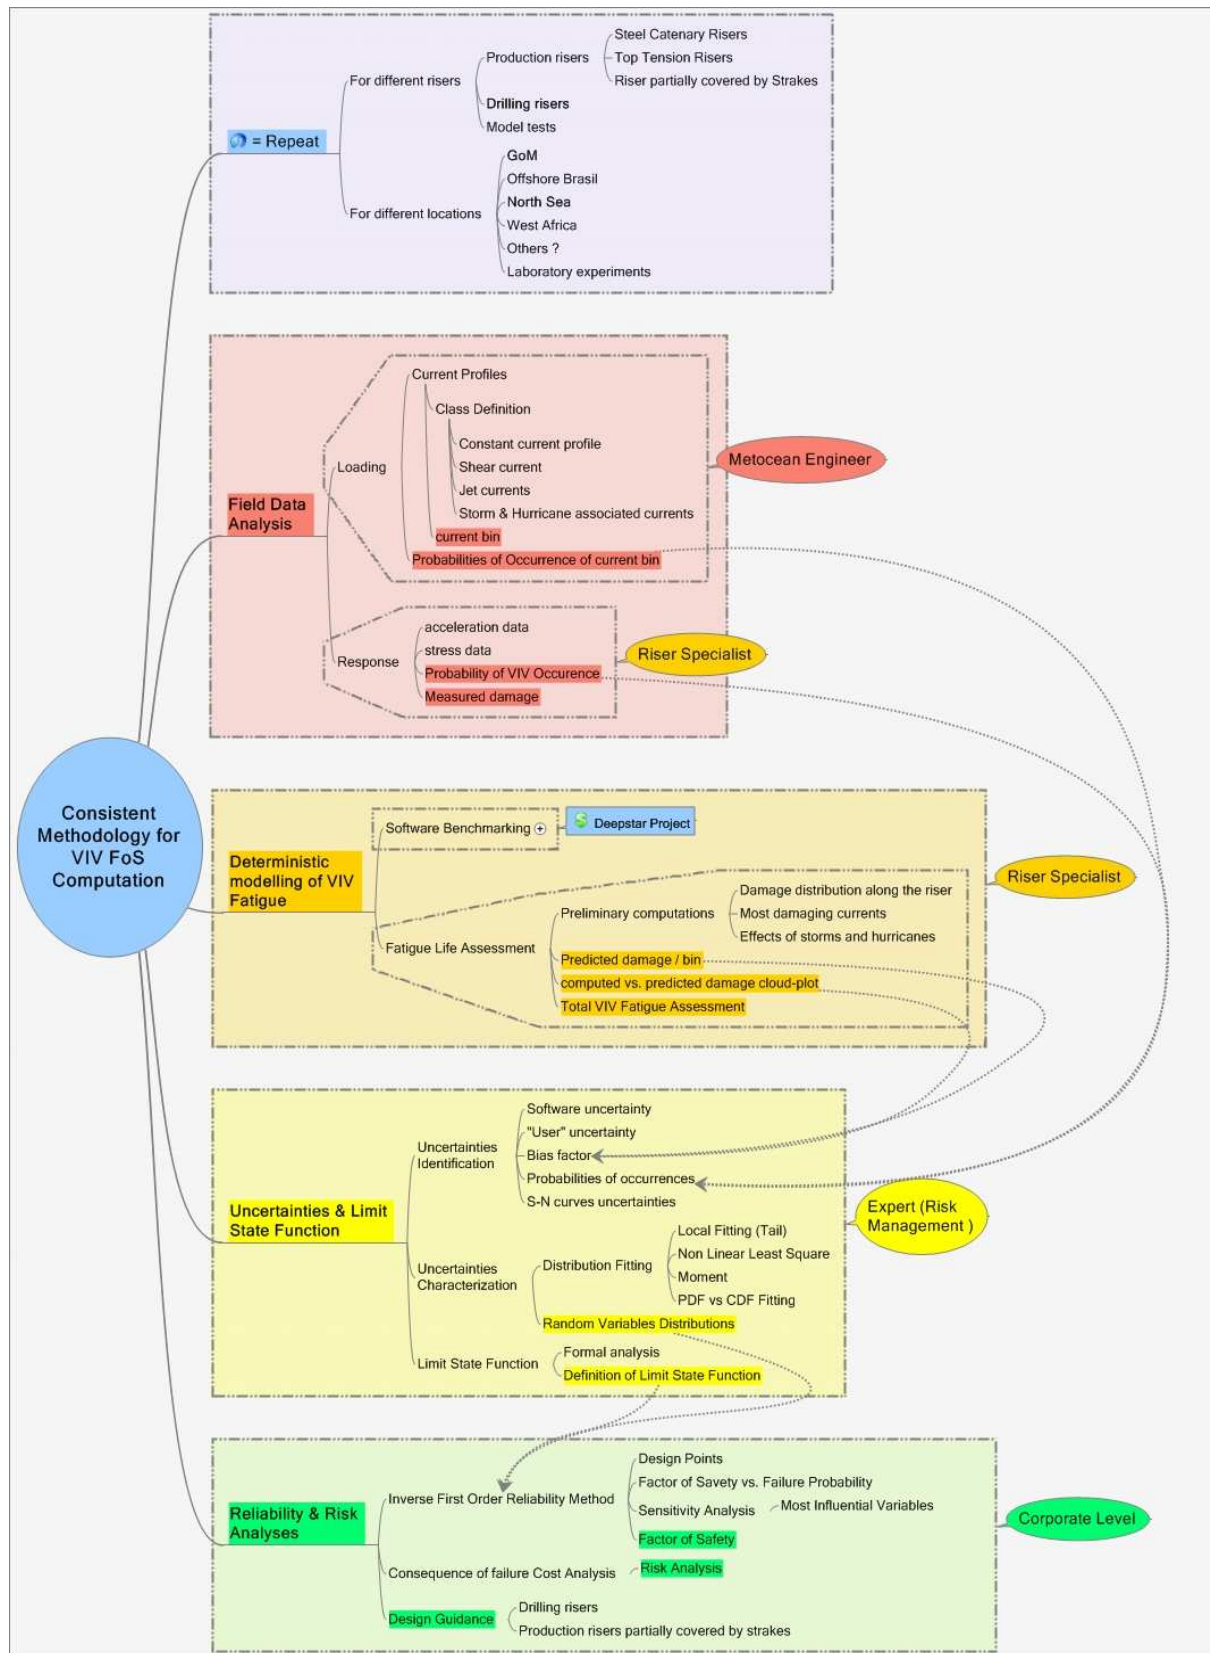 Steel Catenary Risers
Production risers
Top Tension Risers
Riser partially covered by Strakes
For different risers
Drilling risers
Model tests
= Repeat
GoM
Offshore Brasil
North Sea
For different locations
West Africa
Others ?
Laboratory experiments
Current Profiles
Class Definition
Constant current profile
Shear current
Jet currents
Storm & Hurricane associated currents
Loading
current bin
Probabilities of Occurrence of current bin
Metocean Engineer
Field Data
Analysis
acceleration data
stress data
Response
Probability of VIV Occurence
Measured damage
Riser Specialist
Consistent
Methodology for
VIV FoS
Computation
Software Benchmarking
Deepstar Project
Deterministic
modelling of VIV
Fatigue
Riser Specialist
Damage distribution along the riser
Preliminary computations
Most damaging currents
Effects of storms and hurricanes
Fatigue Life Assessment
Predicted damage / bin
computed vs. predicted damage cloud-plot
Total VIV Fatigue Assessment
Software uncertainty
"User" uncertainty
Uncertainties
Identification
Bias factor
Probabilities of occurrences
S-N curves uncertainties
Uncertainties & Limit
State Function
Expert (Risk
Management )
Local Fitting (Tail)
Non Linear Least Square
Uncertainties
Characterization
Distribution Fitting
Moment
PDF vs CDF Fitting
Random Variables Distributions
Limit State Function
Formal analysis
Definition of Limit State Function
Design Points
Factor of Savety vs. Failure Probability
Inverse First Order Reliability Method
Sensitivity Analysis
Most Influential Variables
Factor of Safety
Reliability & Risk
Analyses
Corporate Level
Consequence of failure Cost Analysis
Risk Analysis
Design Guidance
Drilling risers
Production risers partially covered by strakes